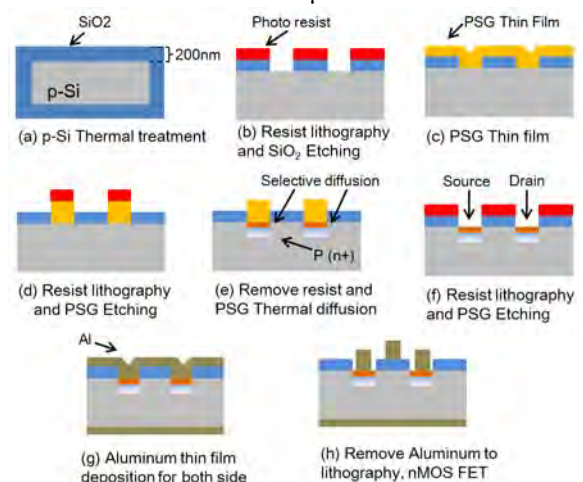 SiO2
200nm
p-Si
(a) p-Si Thermal treatment
Photo resist
(b) Resist lithography
and SiO₂ Etching
PSG Thin Film
(c) PSG Thin film
(d) Resist lithography
and PSG Etching
Selective diffusion
P (n+)
(e) Remove resist and
PSG Thermal diffusion
Source
Drain
(f) Resist lithography
and PSG Etching
Al
(g) Aluminum thin film
deposition for both side
(h) Remove Aluminum to
lithography, nMOS FET